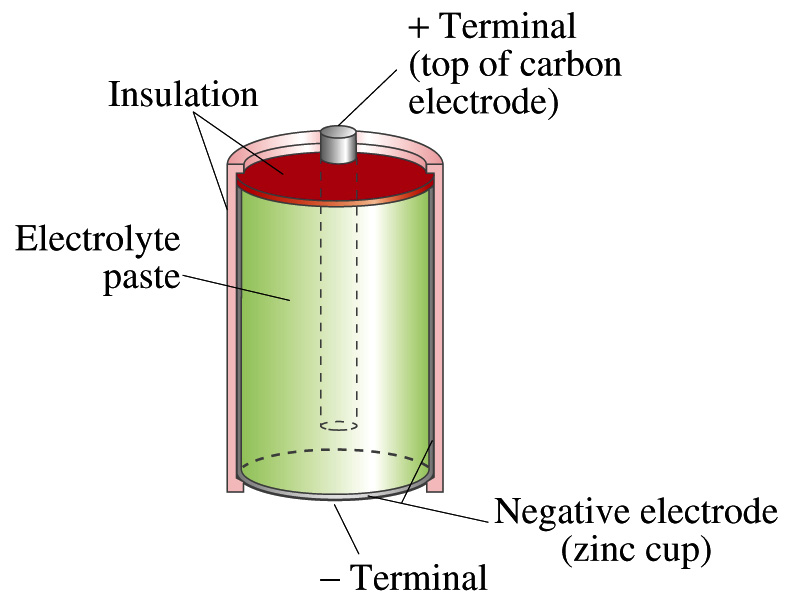 + Terminal
(top of carbon
electrode)
Insulation
Electrolyte
paste
Negative electrode
(zinc cup)
− Terminal